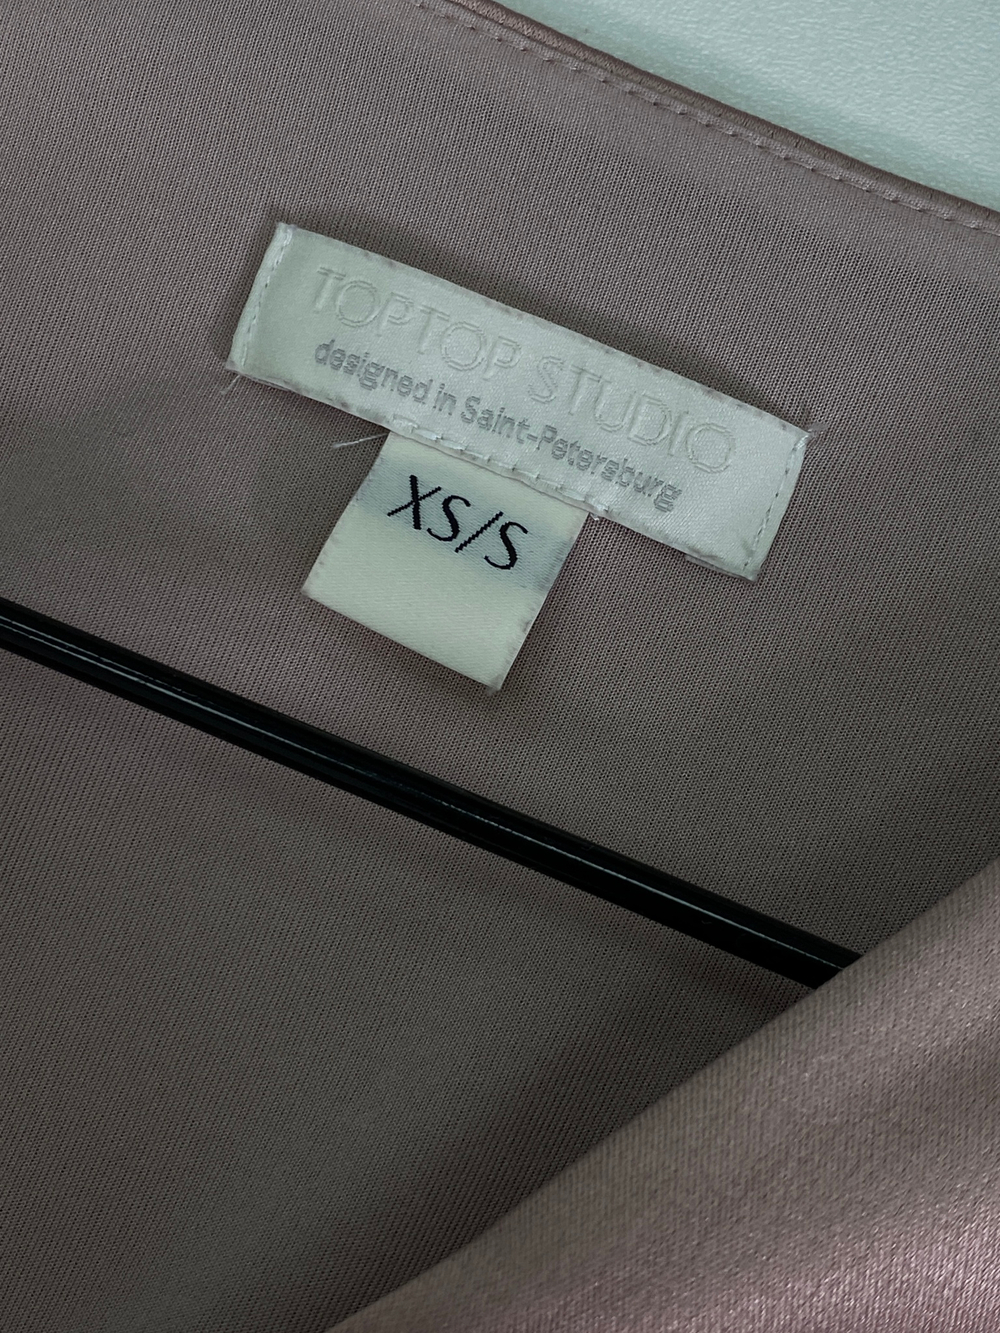 TOPTOP STUDIO
designed in Saint-Petersburg
XS/S